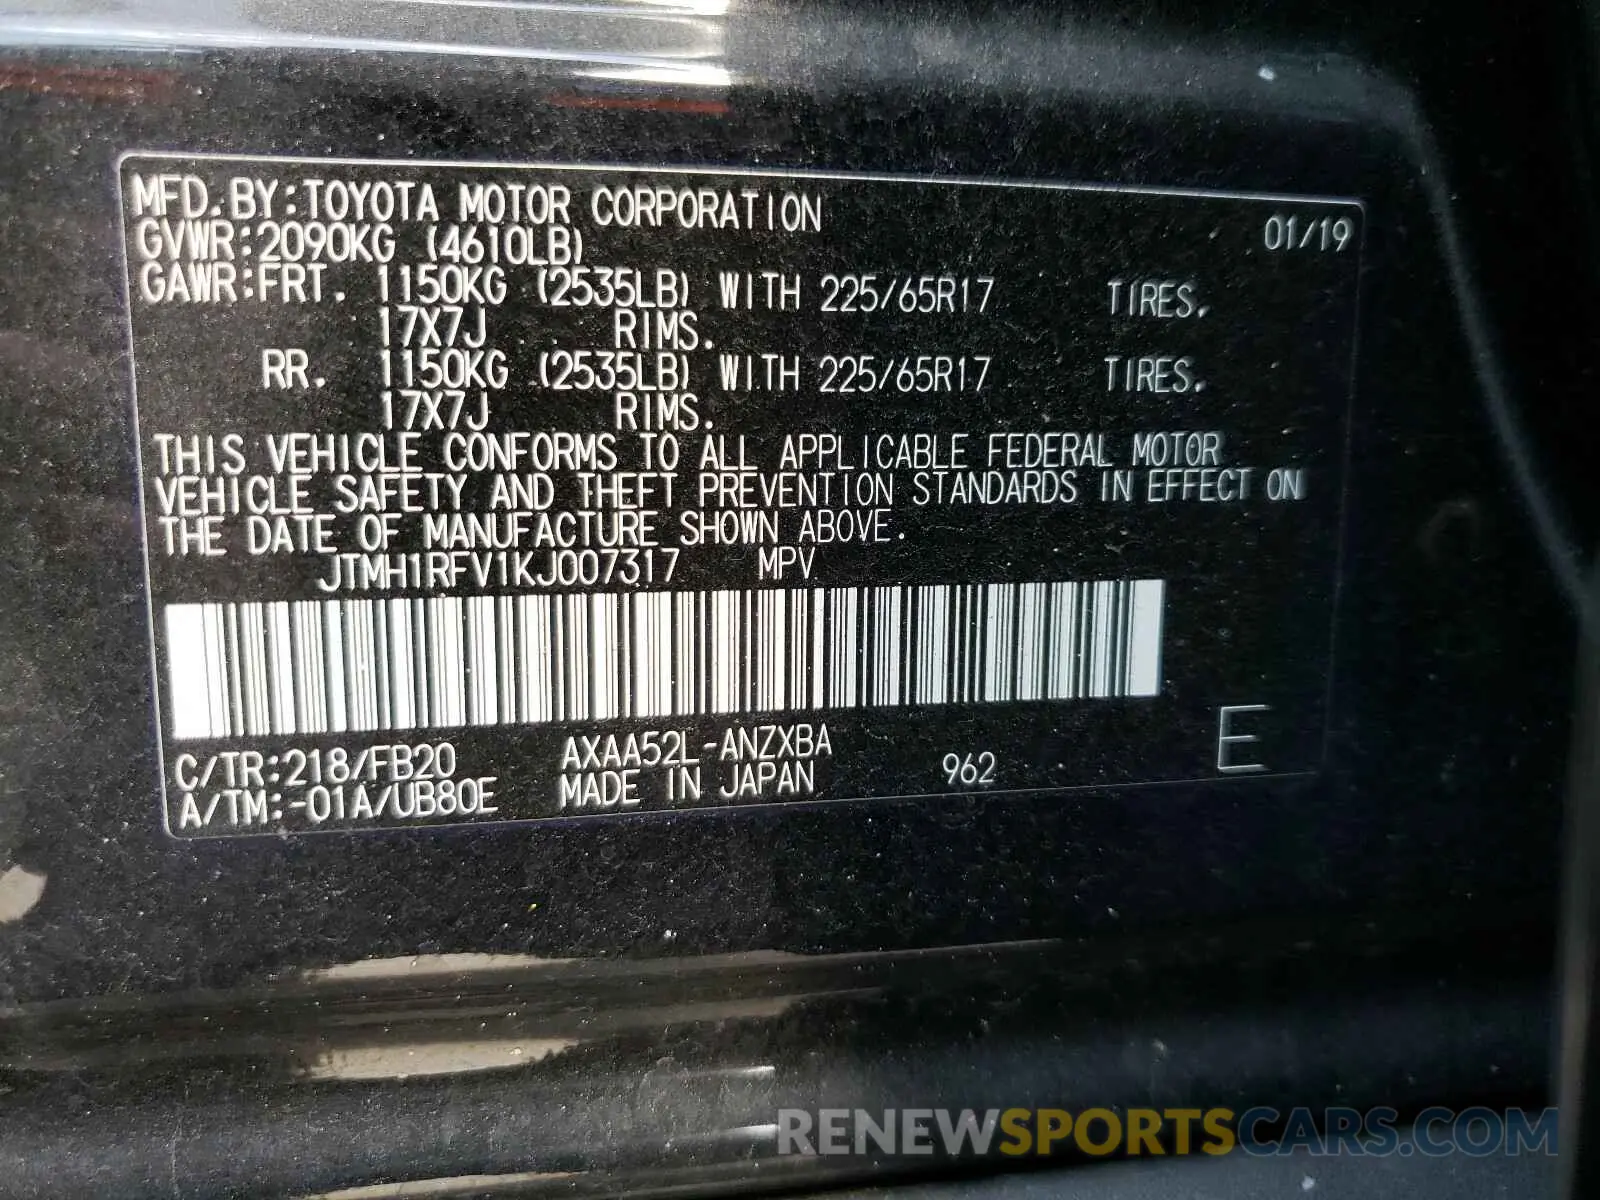 MFD.BY:TOYOTA MOTOR CORPORATION 01/19
GVWR:2090KG (4610LB)
GAWR:FRT. 1150KG (2535LB) WITH 225/65R17 TIRES.
17X7J RIMS.
RR. 1150KG (2535LB) WITH 225/65R17 TIRES.
17X7J RIMS.
THIS VEHICLE CONFORMS TO ALL APPLICABLE FEDERAL MOTOR
VEHICLE SAFETY AND THEFT PREVENTION STANDARDS IN EFFECT ON
THE DATE OF MANUFACTURE SHOWN ABOVE.
JTMH1RFV1KJ007317 MPV
C/TR:218/FB20 AXAA52L-ANZXBA
A/TM:-01A/UB80E MADE IN JAPAN 962 E
RENEWSPORTSCARS.COM